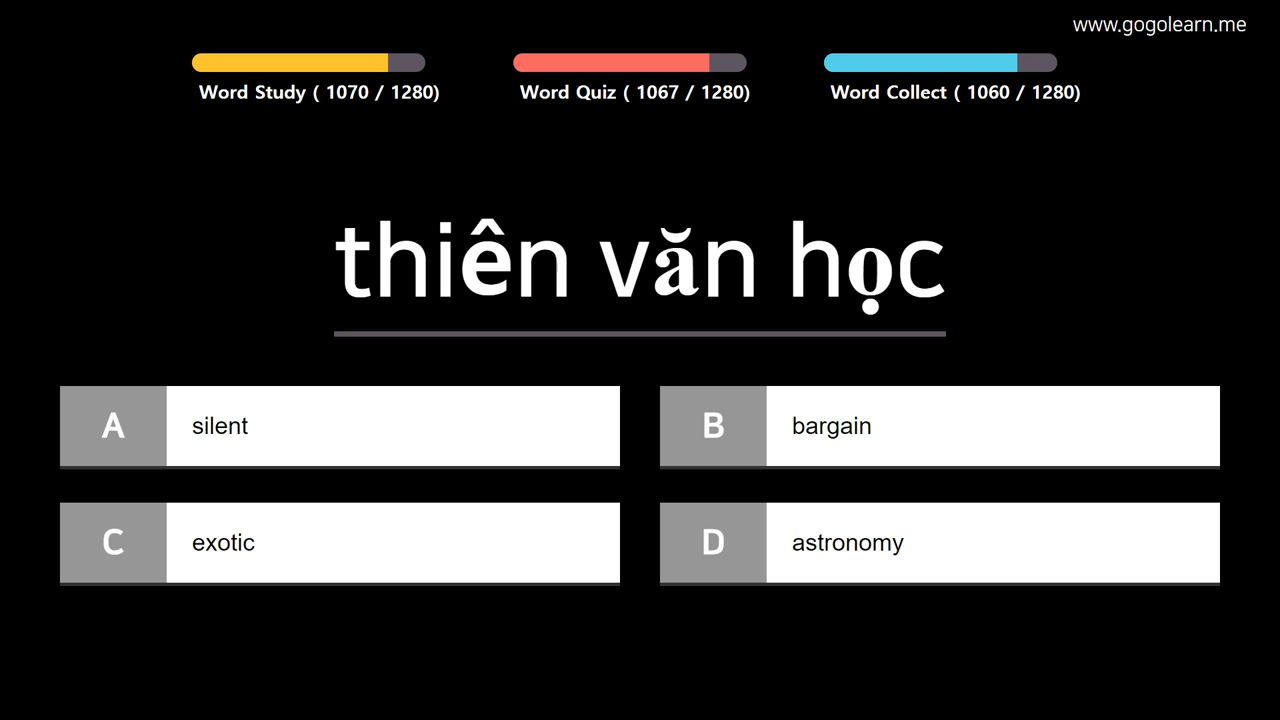 www.gogolearn.me
Word Study ( 1070 / 1280)
Word Quiz ( 1067 / 1280)
Word Collect ( 1060 / 1280)
thiên văn học
A silent
B bargain
C exotic
D astronomy